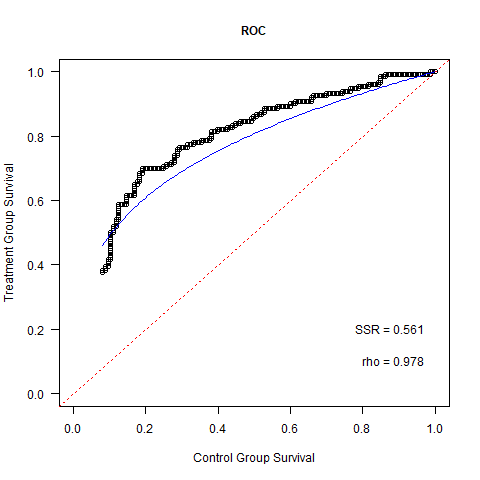 ROC
Treatment Group Survival
1.0
0.8
0.6
0.4
0.2
0.0
SSR = 0.561
rho = 0.978
0.0 0.2 0.4 0.6 0.8 1.0
Control Group Survival